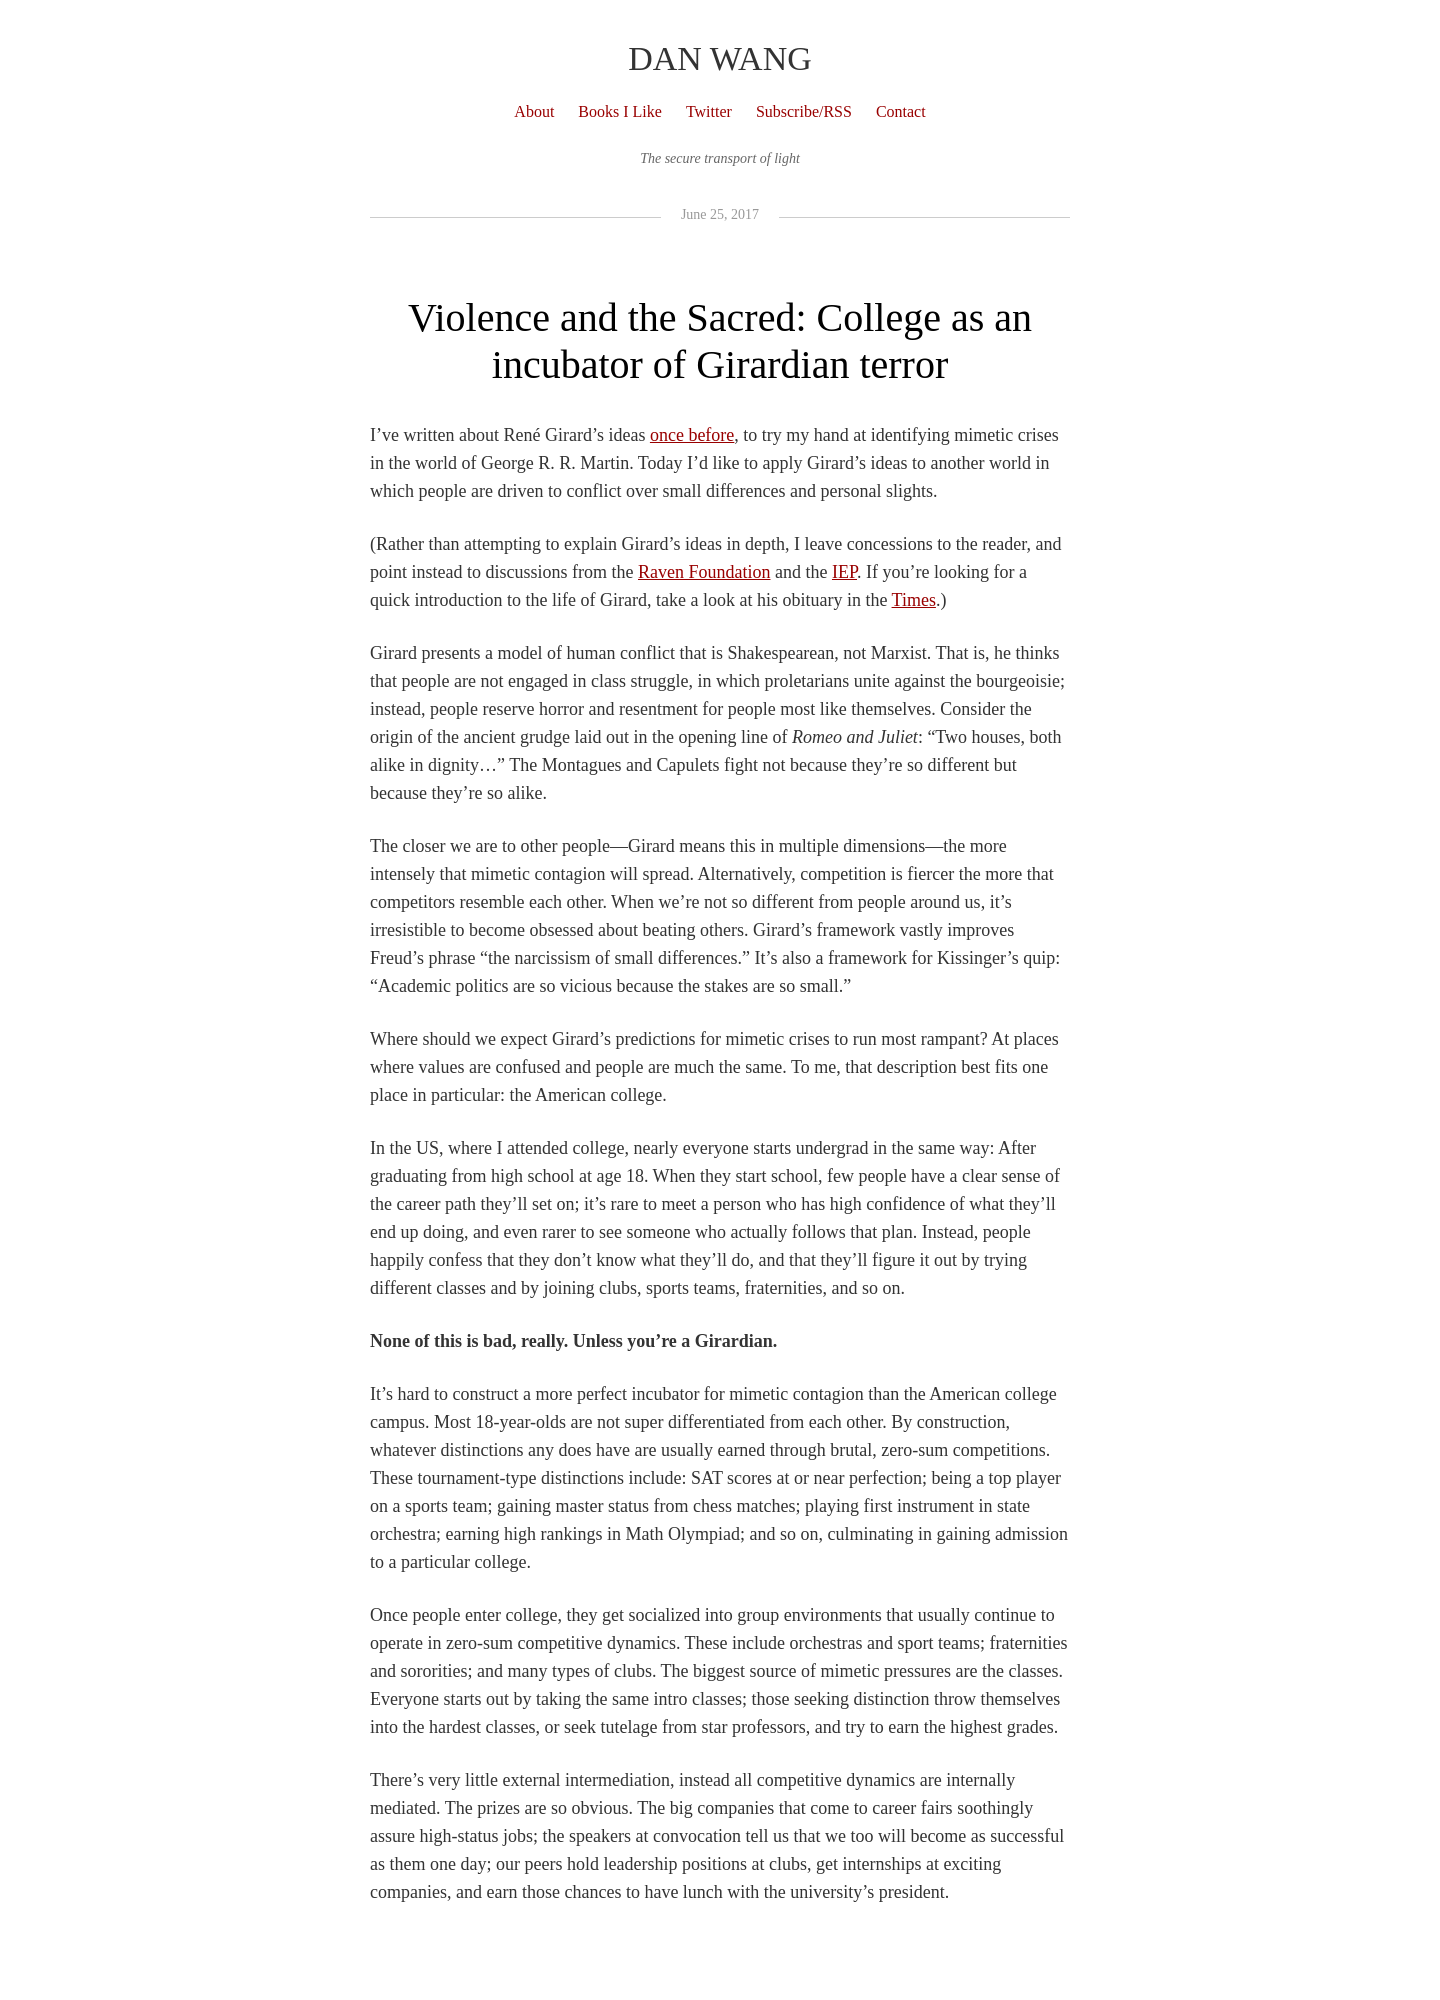 DAN WANG
About Books I Like Twitter Subscribe/RSS Contact
The secure transport of light
June 25, 2017
Violence and the Sacred: College as an
incubator of Girardian terror
I’ve written about René Girard’s ideas once before, to try my hand at identifying mimetic crises
in the world of George R. R. Martin. Today I’d like to apply Girard’s ideas to another world in
which people are driven to conflict over small differences and personal slights.
(Rather than attempting to explain Girard’s ideas in depth, I leave concessions to the reader, and
point instead to discussions from the Raven Foundation and the IEP. If you’re looking for a
quick introduction to the life of Girard, take a look at his obituary in the Times.)
Girard presents a model of human conflict that is Shakespearean, not Marxist. That is, he thinks
that people are not engaged in class struggle, in which proletarians unite against the bourgeoisie;
instead, people reserve horror and resentment for people most like themselves. Consider the
origin of the ancient grudge laid out in the opening line of Romeo and Juliet: “Two houses, both
alike in dignity…” The Montagues and Capulets fight not because they’re so different but
because they’re so alike.
The closer we are to other people—Girard means this in multiple dimensions—the more
intensely that mimetic contagion will spread. Alternatively, competition is fiercer the more that
competitors resemble each other. When we’re not so different from people around us, it’s
irresistible to become obsessed about beating others. Girard’s framework vastly improves
Freud’s phrase “the narcissism of small differences.” It’s also a framework for Kissinger’s quip:
“Academic politics are so vicious because the stakes are so small.”
Where should we expect Girard’s predictions for mimetic crises to run most rampant? At places
where values are confused and people are much the same. To me, that description best fits one
place in particular: the American college.
In the US, where I attended college, nearly everyone starts undergrad in the same way: After
graduating from high school at age 18. When they start school, few people have a clear sense of
the career path they’ll set on; it’s rare to meet a person who has high confidence of what they’ll
end up doing, and even rarer to see someone who actually follows that plan. Instead, people
happily confess that they don’t know what they’ll do, and that they’ll figure it out by trying
different classes and by joining clubs, sports teams, fraternities, and so on.
None of this is bad, really. Unless you’re a Girardian.
It’s hard to construct a more perfect incubator for mimetic contagion than the American college
campus. Most 18-year-olds are not super differentiated from each other. By construction,
whatever distinctions any does have are usually earned through brutal, zero-sum competitions.
These tournament-type distinctions include: SAT scores at or near perfection; being a top player
on a sports team; gaining master status from chess matches; playing first instrument in state
orchestra; earning high rankings in Math Olympiad; and so on, culminating in gaining admission
to a particular college.
Once people enter college, they get socialized into group environments that usually continue to
operate in zero-sum competitive dynamics. These include orchestras and sport teams; fraternities
and sororities; and many types of clubs. The biggest source of mimetic pressures are the classes.
Everyone starts out by taking the same intro classes; those seeking distinction throw themselves
into the hardest classes, or seek tutelage from star professors, and try to earn the highest grades.
There’s very little external intermediation, instead all competitive dynamics are internally
mediated. The prizes are so obvious. The big companies that come to career fairs soothingly
assure high-status jobs; the speakers at convocation tell us that we too will become as successful
as them one day; our peers hold leadership positions at clubs, get internships at exciting
companies, and earn those chances to have lunch with the university’s president.